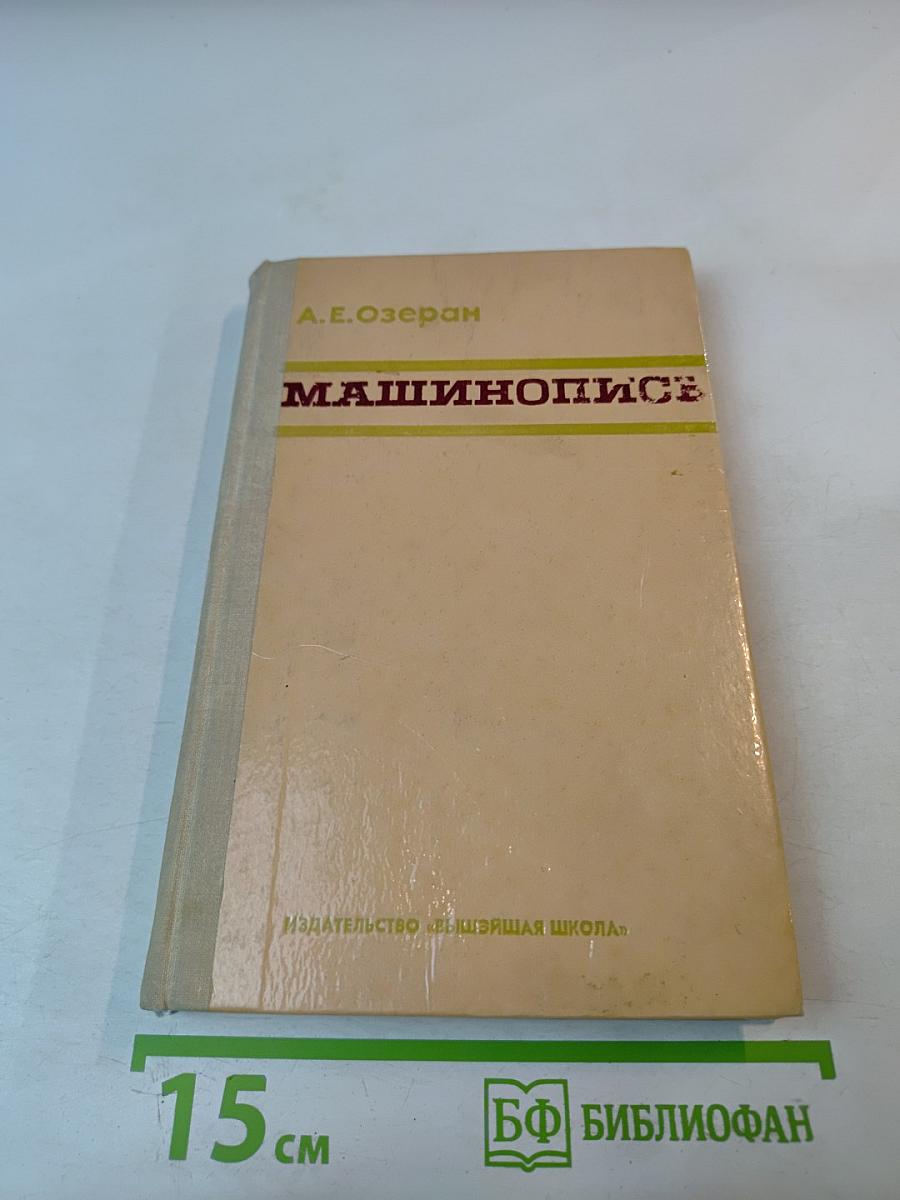 А.Е.Озеран
МАШИНОПИСЬ
ИЗДАТЕЛЬСТВО «ВЫШЭЙШАЯ ШКОЛА»
15 см
БФ БИБЛИОФАН